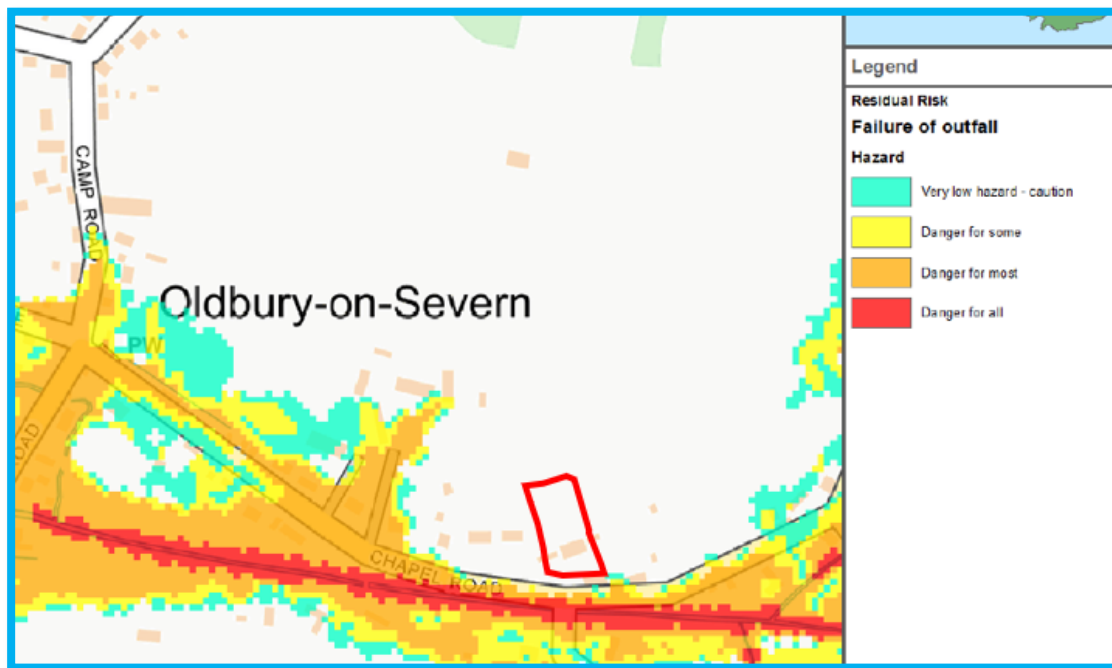 CAMP ROAD
Oldbury-on-Severn
PW
ROAD
CHAPEL ROAD
Legend
Residual Risk
Failure of outfall
Hazard
Very low hazard - caution
Danger for some
Danger for most
Danger for all